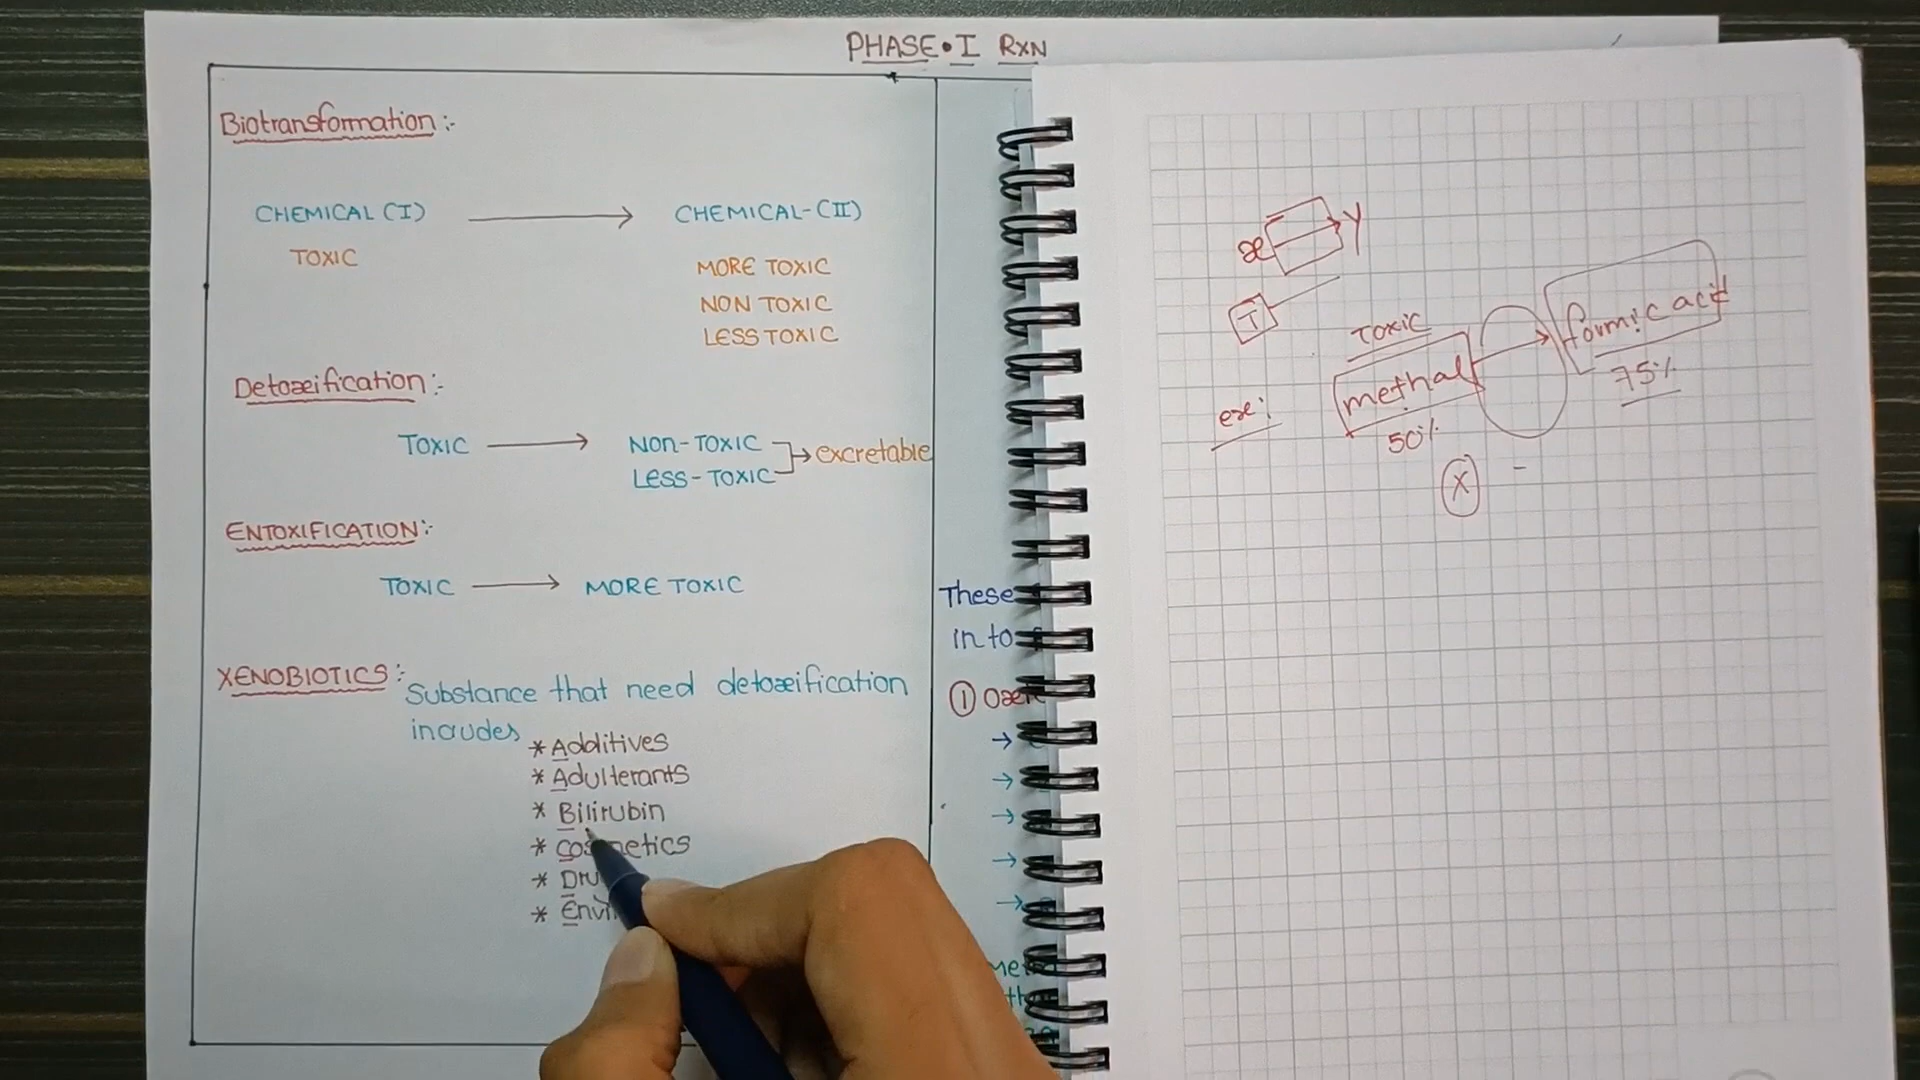 PHASE•I RXN
Biotransformation:-
CHEMICAL (I) → CHEMICAL-(II)
TOXIC
MORE TOXIC
NON TOXIC
LESS TOXIC
Detoxification:-
TOXIC → NON-TOXIC
LESS-TOXIC → excretable
ENTOXIFICATION:-
TOXIC → MORE TOXIC
XENOBIOTICS: Substance that need detoxification
incudes
* Additives
* Adulterants
* Bilirubin
* Cosmetics
*
*
These
in to
①
x → y
T
Toxic
ex: methal → formic acid
50% 75%
X -